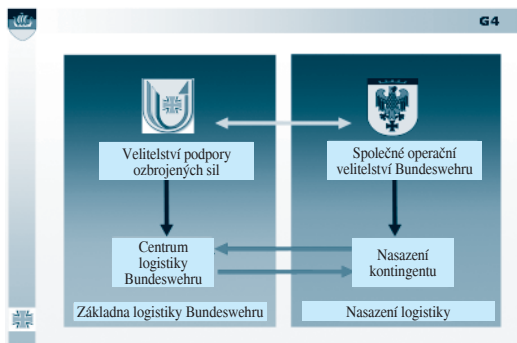 G4
Velitelství podpory
ozbrojených sil
Společné operační
velitelství Bundeswehru
Centrum
logistiky
Bundeswehru
Nasazení
kontingentu
Základna logistiky Bundeswehru
Nasazení logistiky